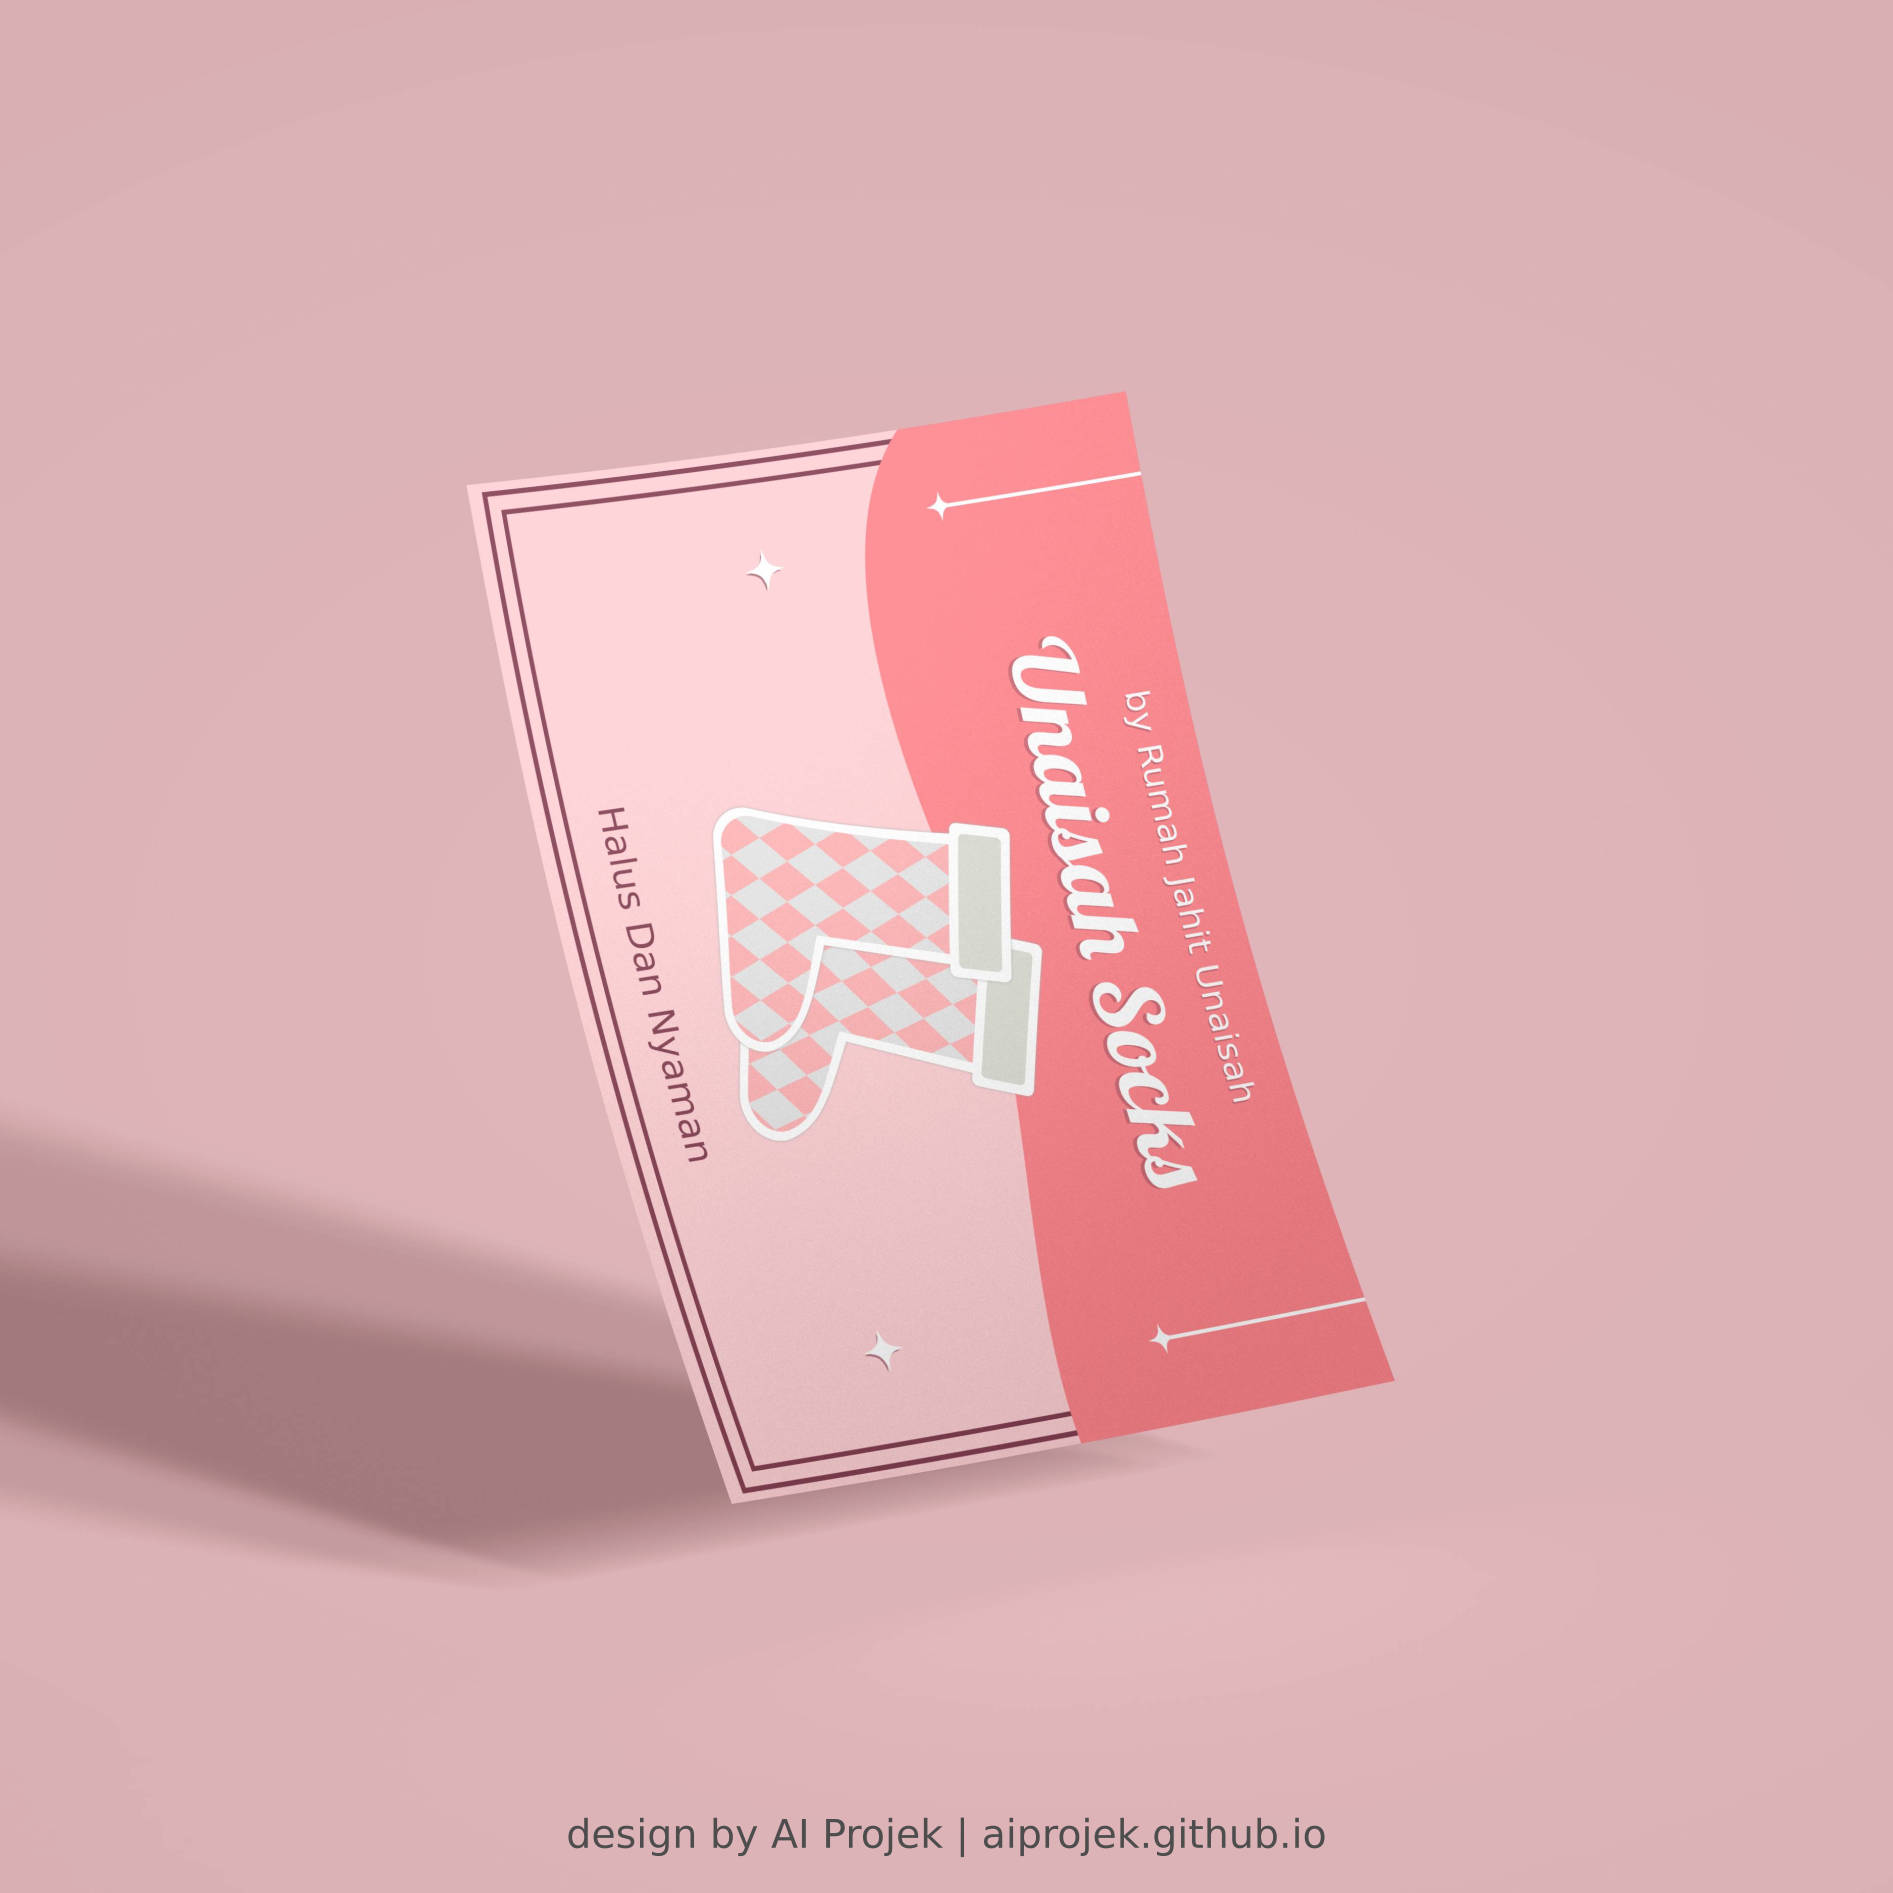 by Rumah Jahit Unaisah
Unaisah Socks
Halus Dan Nyaman
design by AI Projek | aiprojek.github.io